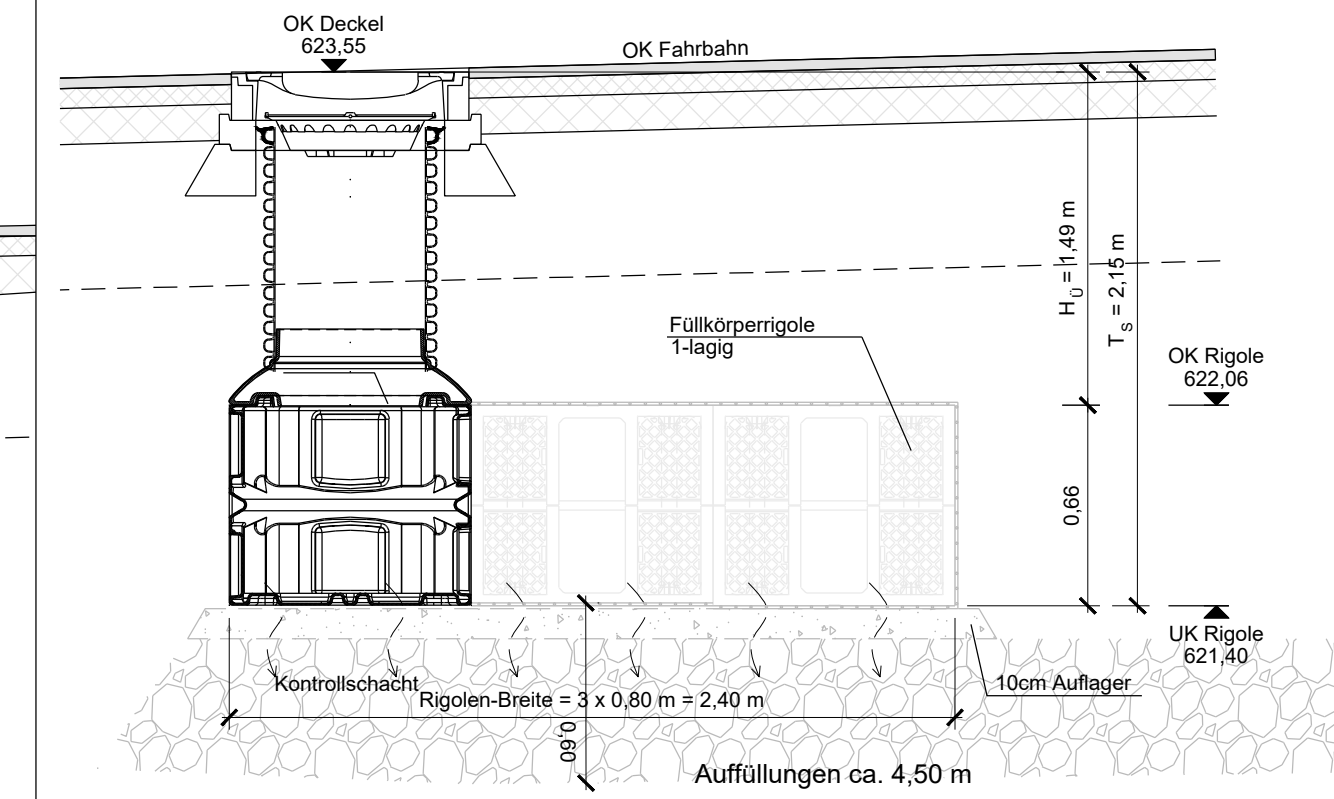 OK Deckel
623,55
OK Fahrbahn
H Ü = 1,49 m
T S = 2,15 m
Füllkörperrigole
1-lagig
OK Rigole
622,06
0,66
UK Rigole
621,40
Kontrollschacht
10cm Auflager
Rigolen-Breite = 3 x 0,80 m = 2,40 m
0,60
Auffüllungen ca. 4,50 m